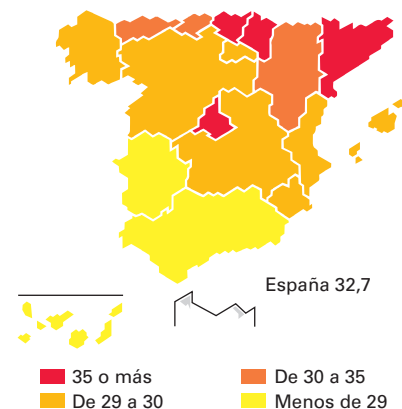 España 32,7
35 o más
De 30 a 35
De 29 a 30
Menos de 29